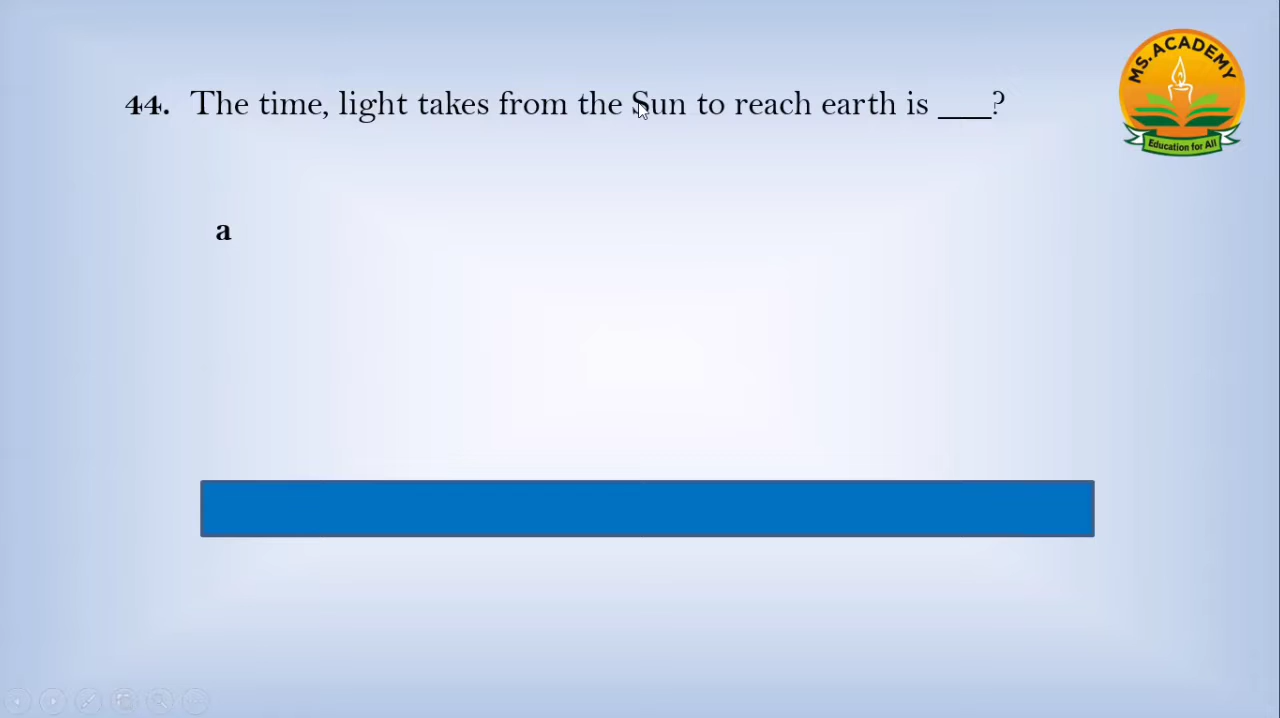 44. The time, light takes from the Sun to reach earth is ___?
a
MS. ACADEMY
Education for All